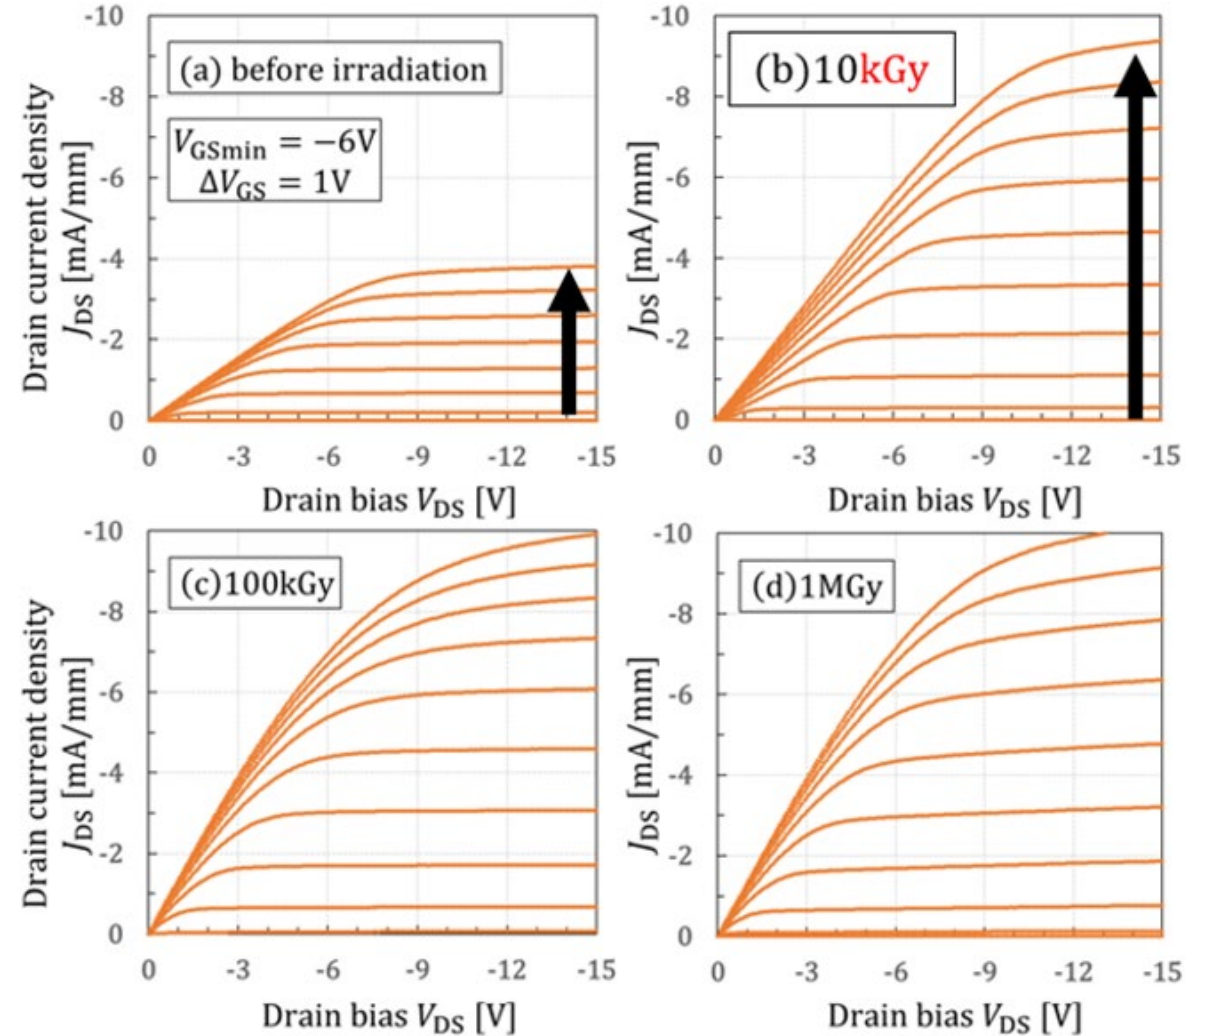 (a) before irradiation
V_GSmin = −6V
ΔV_GS = 1V
Drain current density
J_DS [mA/mm]
-10
-8
-6
-4
-2
0
0 -3 -6 -9 -12 -15
Drain bias V_DS [V]
(b)10kGy
J_DS [mA/mm]
-10
-8
-6
-4
-2
0
0 -3 -6 -9 -12 -15
Drain bias V_DS [V]
(c)100kGy
Drain current density
J_DS [mA/mm]
-10
-8
-6
-4
-2
0
0 -3 -6 -9 -12 -15
Drain bias V_DS [V]
(d)1MGy
J_DS [mA/mm]
-10
-8
-6
-4
-2
0
0 -3 -6 -9 -12 -15
Drain bias V_DS [V]